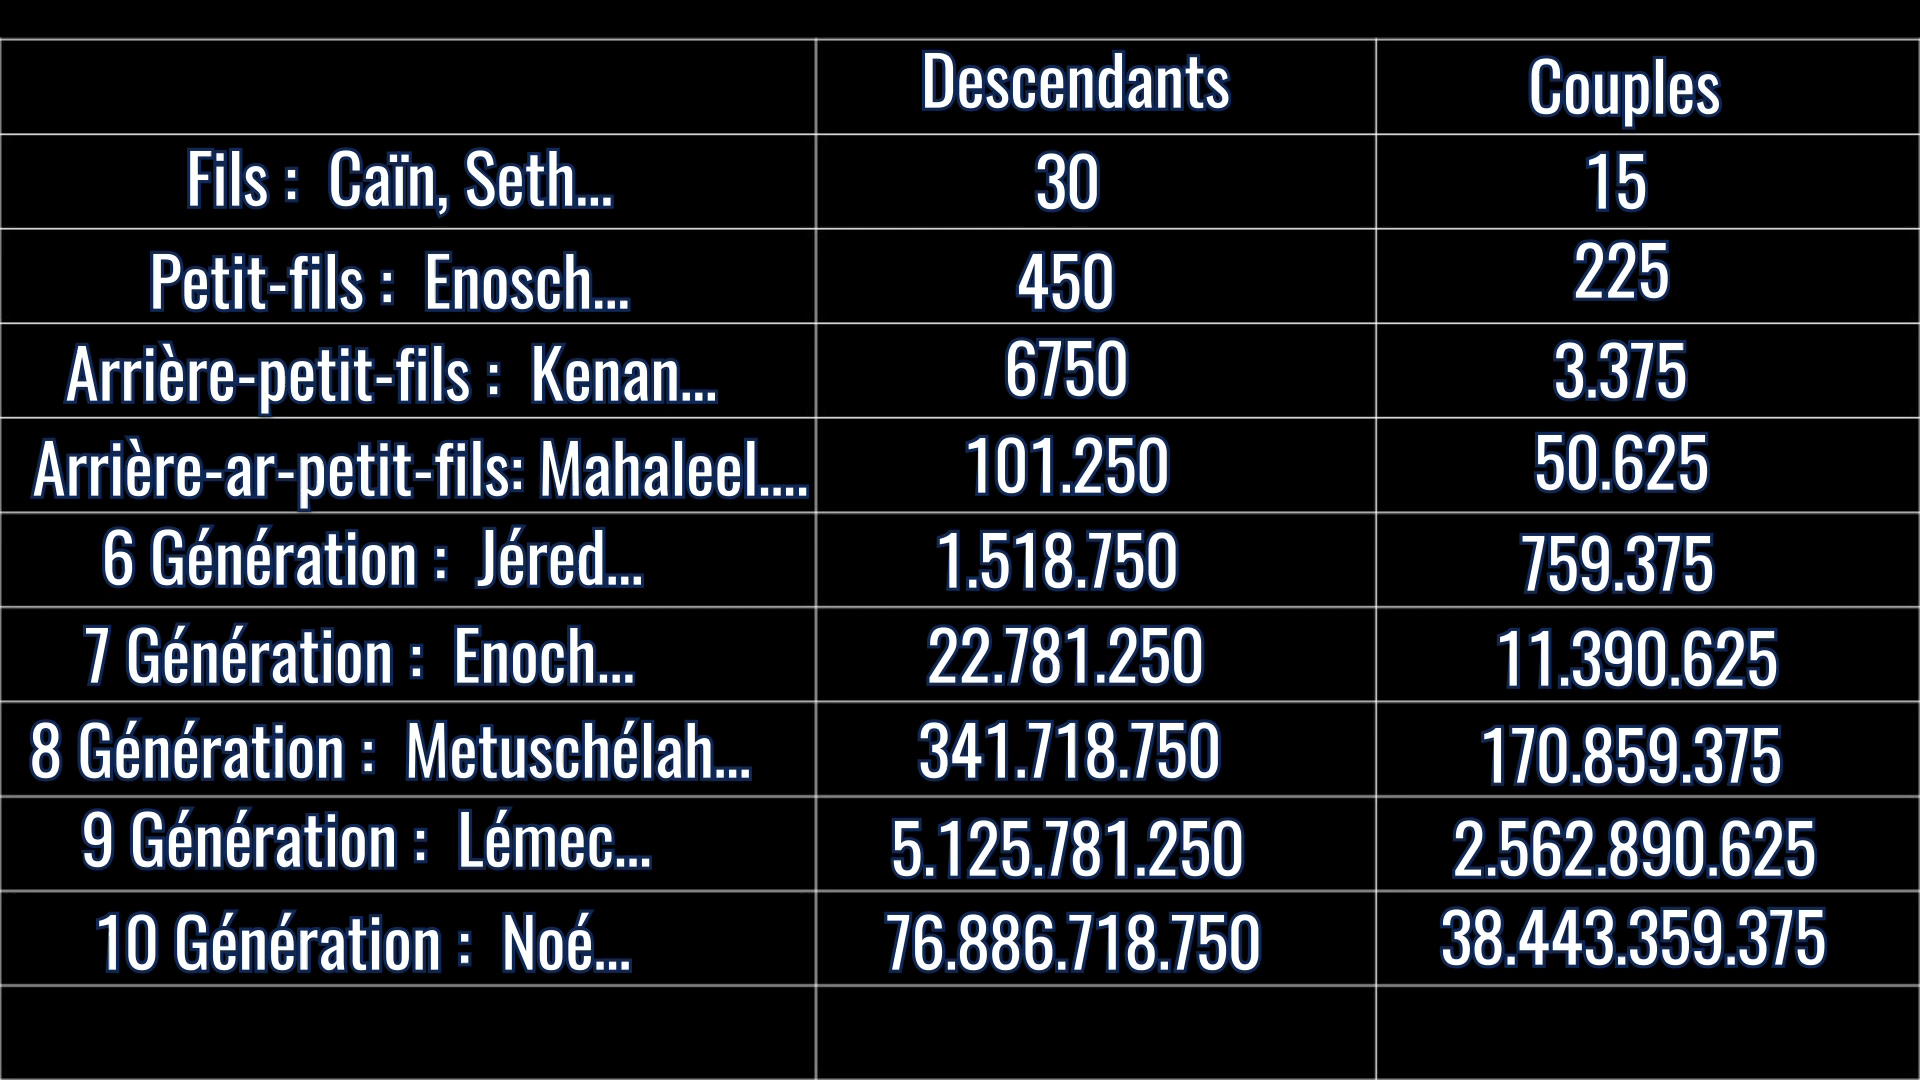 Descendants Couples
Fils : Caïn, Seth... 30 15
Petit-fils : Enosch... 450 225
Arrière-petit-fils : Kenan... 6750 3.375
Arrière-ar-petit-fils: Mahaleel.... 101.250 50.625
6 Génération : Jéred... 1.518.750 759.375
7 Génération : Enoch... 22.781.250 11.390.625
8 Génération : Metuschélah... 341.718.750 170.859.375
9 Génération : Lémec... 5.125.781.250 2.562.890.625
10 Génération : Noé... 76.886.718.750 38.443.359.375